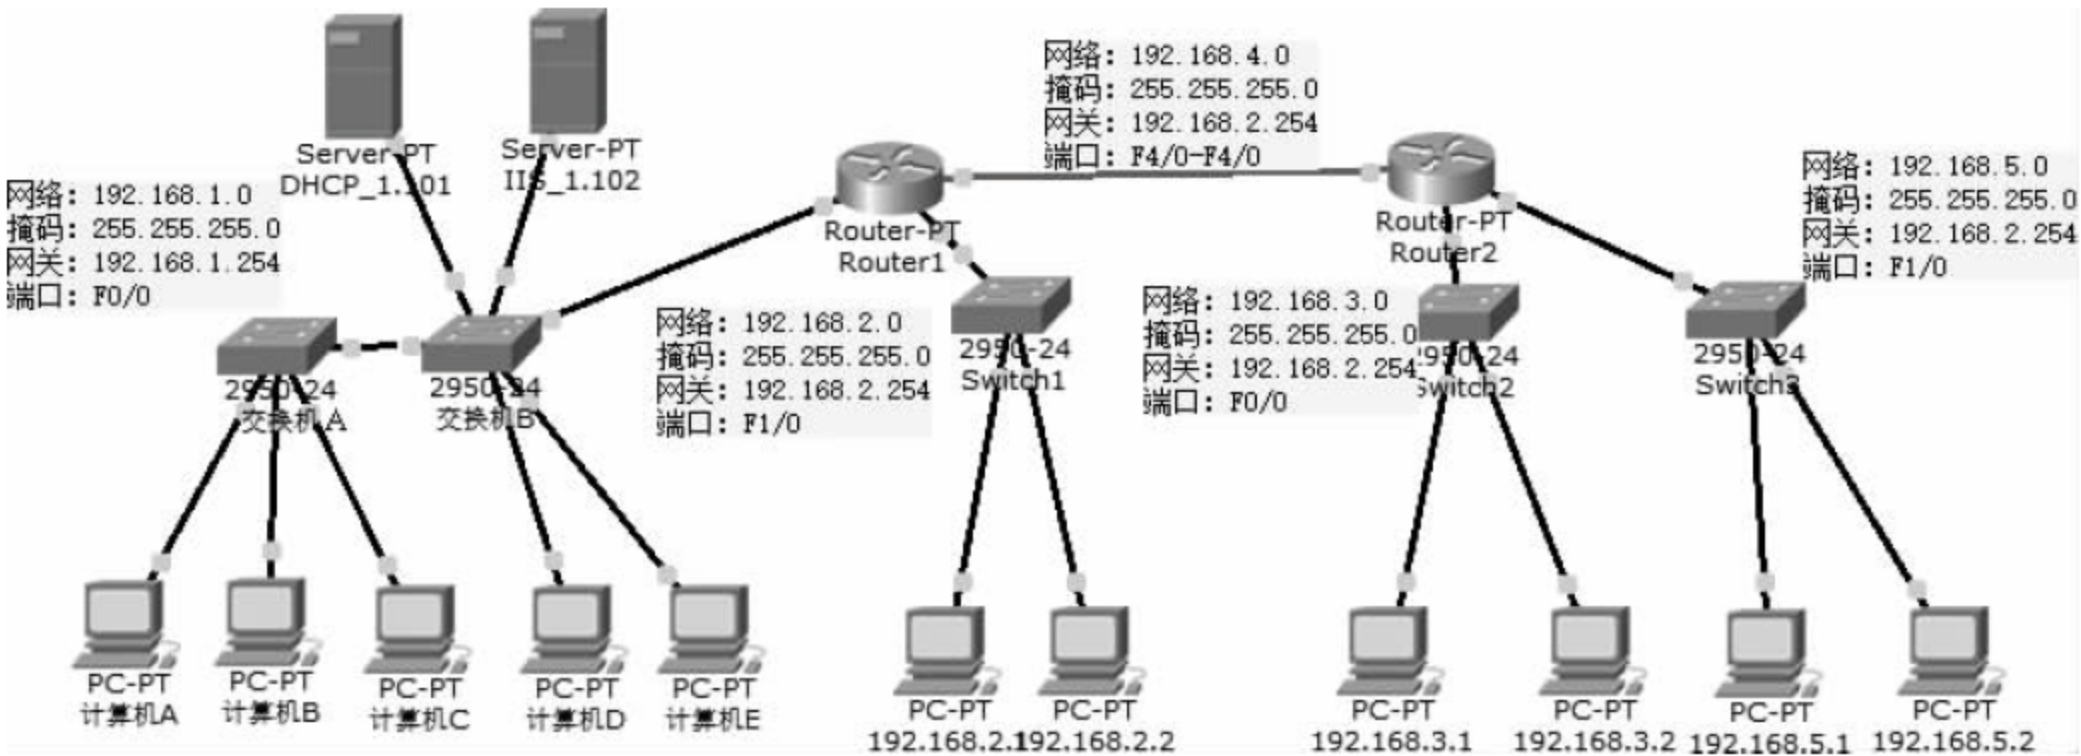 Server-PT
DHCP_1.101
Server-PT
IIS_1.102
网络: 192.168.1.0
掩码: 255.255.255.0
网关: 192.168.1.254
端口: F0/0
2950-24
交换机A
2950-24
交换机B
PC-PT
计算机A
PC-PT
计算机B
PC-PT
计算机C
PC-PT
计算机D
PC-PT
计算机E
Router-PT
Router1
网络: 192.168.4.0
掩码: 255.255.255.0
网关: 192.168.2.254
端口: F4/0-F4/0
网络: 192.168.2.0
掩码: 255.255.255.0
网关: 192.168.2.254
端口: F1/0
2950-24
Switch1
PC-PT
192.168.2.1
PC-PT
192.168.2.2
Router-PT
Router2
网络: 192.168.3.0
掩码: 255.255.255.0
网关: 192.168.2.254
端口: F0/0
2950-24
Switch2
PC-PT
192.168.3.1
PC-PT
192.168.3.2
网络: 192.168.5.0
掩码: 255.255.255.0
网关: 192.168.2.254
端口: F1/0
2950-24
Switch3
PC-PT
192.168.5.1
PC-PT
192.168.5.2